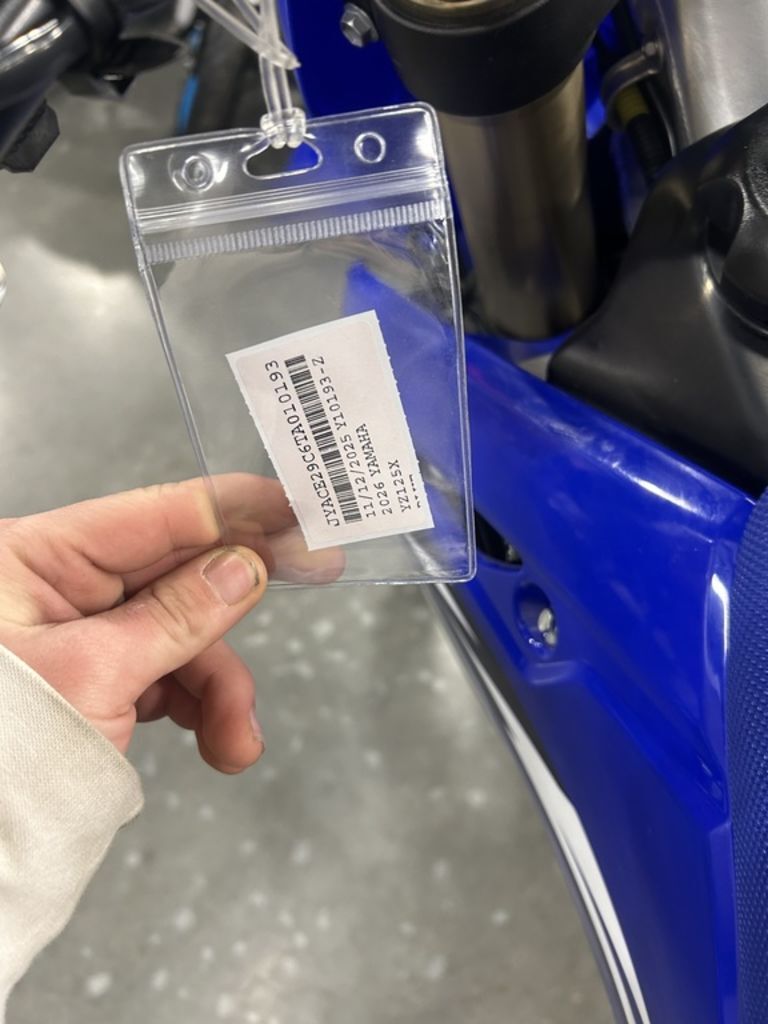 JYACE29C6TA010193
11/12/2025 Y10193-Z
2026 YAMAHA
YZ125X